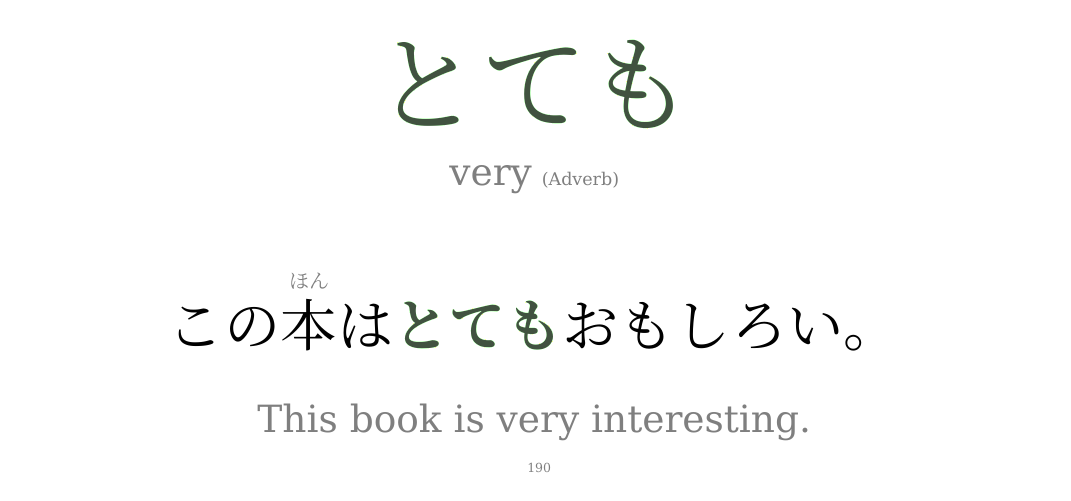 とても
very (Adverb)
ほん
この本はとてもおもしろい。
This book is very interesting.
190